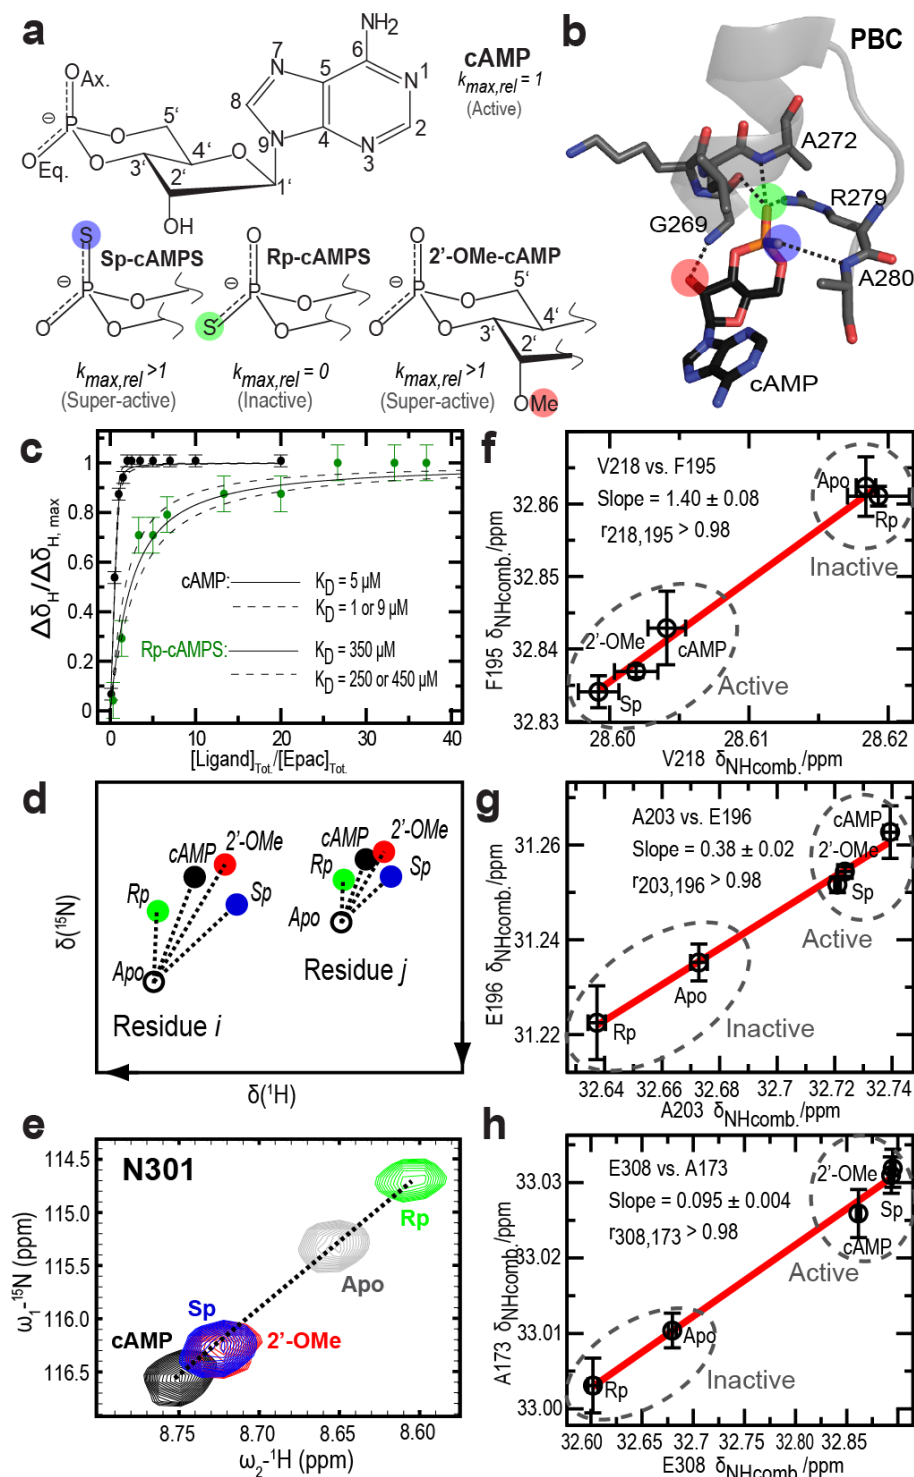 a
NH2
cAMP
kmax,rel = 1
(Active)
O Ax.
⊖
P
O
O
O
Eq.
5'
4'
3'
2'
1'
O
OH
7
N
5
6
N 1
8
9
N
4
N
3
2
S
Sp-cAMPS
⊖
P
O
O
O
kmax,rel >1
(Super-active)
O
Rp-cAMPS
⊖
P
O
O
S
kmax,rel = 0
(Inactive)
O
2'-OMe-cAMP
⊖
P
O
O
O
5'
4'
3'
2'
OMe
kmax,rel >1
(Super-active)
b
PBC
A272
R279
G269
A280
cAMP
c
ΔδH/ΔδH, max
1
0.8
0.6
0.4
0.2
0
cAMP:
KD = 5 µM
KD = 1 or 9 µM
Rp-cAMPS:
KD = 350 µM
KD = 250 or 450 µM
0 10 20 30 40
[Ligand]Tot./[Epac]Tot.
d
δ(15N)
Rp
cAMP
2'-OMe
Sp
Apo
Residue i
Rp
cAMP
2'-OMe
Sp
Apo
Residue j
δ(1H)
e
N301
ω1-15N (ppm)
114.5
115.0
115.5
116.0
116.5
Rp
Apo
Sp
2'-OMe
cAMP
8.75 8.70 8.65 8.60
ω2-1H (ppm)
f
V218 vs. F195
Slope = 1.40 ± 0.08
r218,195 > 0.98
F195 δNHcomb./ppm
32.86
32.85
32.84
32.83
Apo
Rp
Inactive
2'-OMe
cAMP
Sp
Active
28.60 28.61 28.62
V218 δNHcomb./ppm
g
A203 vs. E196
Slope = 0.38 ± 0.02
r203,196 > 0.98
E196 δNHcomb./ppm
31.26
31.24
31.22
cAMP
2'-OMe
Sp
Active
Apo
Rp
Inactive
32.64 32.66 32.68 32.7 32.72 32.74
A203 δNHcomb./ppm
h
E308 vs. A173
Slope = 0.095 ± 0.004
r308,173 > 0.98
A173 δNHcomb./ppm
33.03
33.02
33.01
33.00
2'-OMe
Sp
cAMP
Active
Apo
Rp
Inactive
32.60 32.65 32.70 32.75 32.80 32.85
E308 δNHcomb./ppm